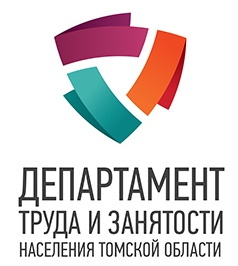 ДЕПАРТАМЕНТ
ТРУДА И ЗАНЯТОСТИ
НАСЕЛЕНИЯ ТОМСКОЙ ОБЛАСТИ